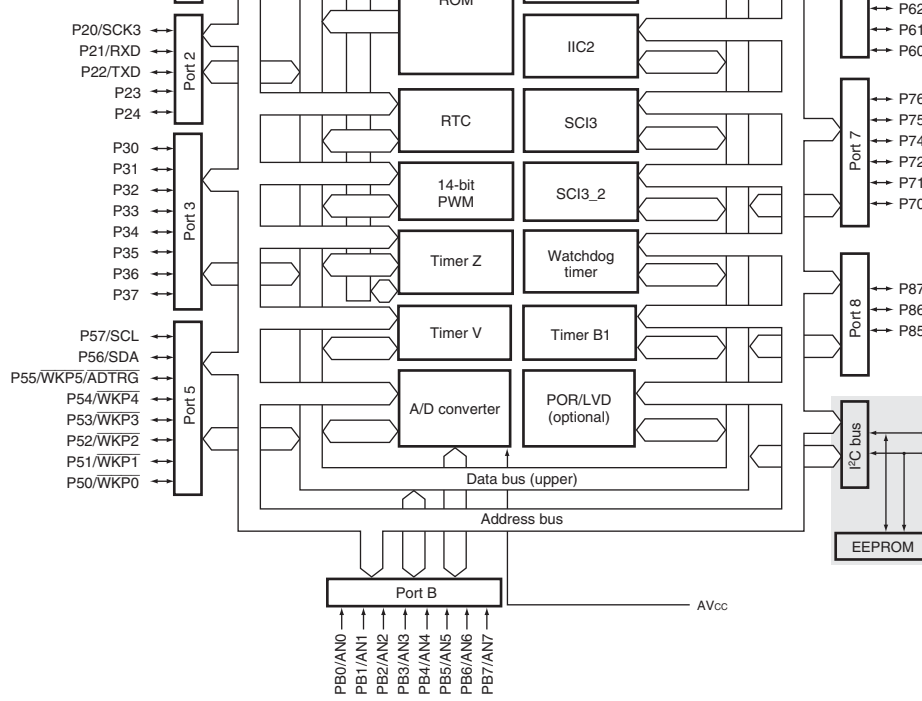 ROM
P20/SCK3
P21/RXD
P22/TXD
P23
P24
Port 2
P30
P31
P32
P33
P34
P35
P36
P37
Port 3
P57/SCL
P56/SDA
P55/WKP5/ADTRG
P54/WKP4
P53/WKP3
P52/WKP2
P51/WKP1
P50/WKP0
Port 5
IIC2
RTC
SCI3
14-bit
PWM
SCI3_2
Timer Z
Watchdog
timer
Timer V
Timer B1
A/D converter
POR/LVD
(optional)
Data bus (upper)
Address bus
Port B
AVCC
PB0/AN0
PB1/AN1
PB2/AN2
PB3/AN3
PB4/AN4
PB5/AN5
PB6/AN6
PB7/AN7
P62
P61
P60
Port 7
P76
P75
P74
P72
P71
P70
Port 8
P87
P86
P85
I²C bus
EEPROM